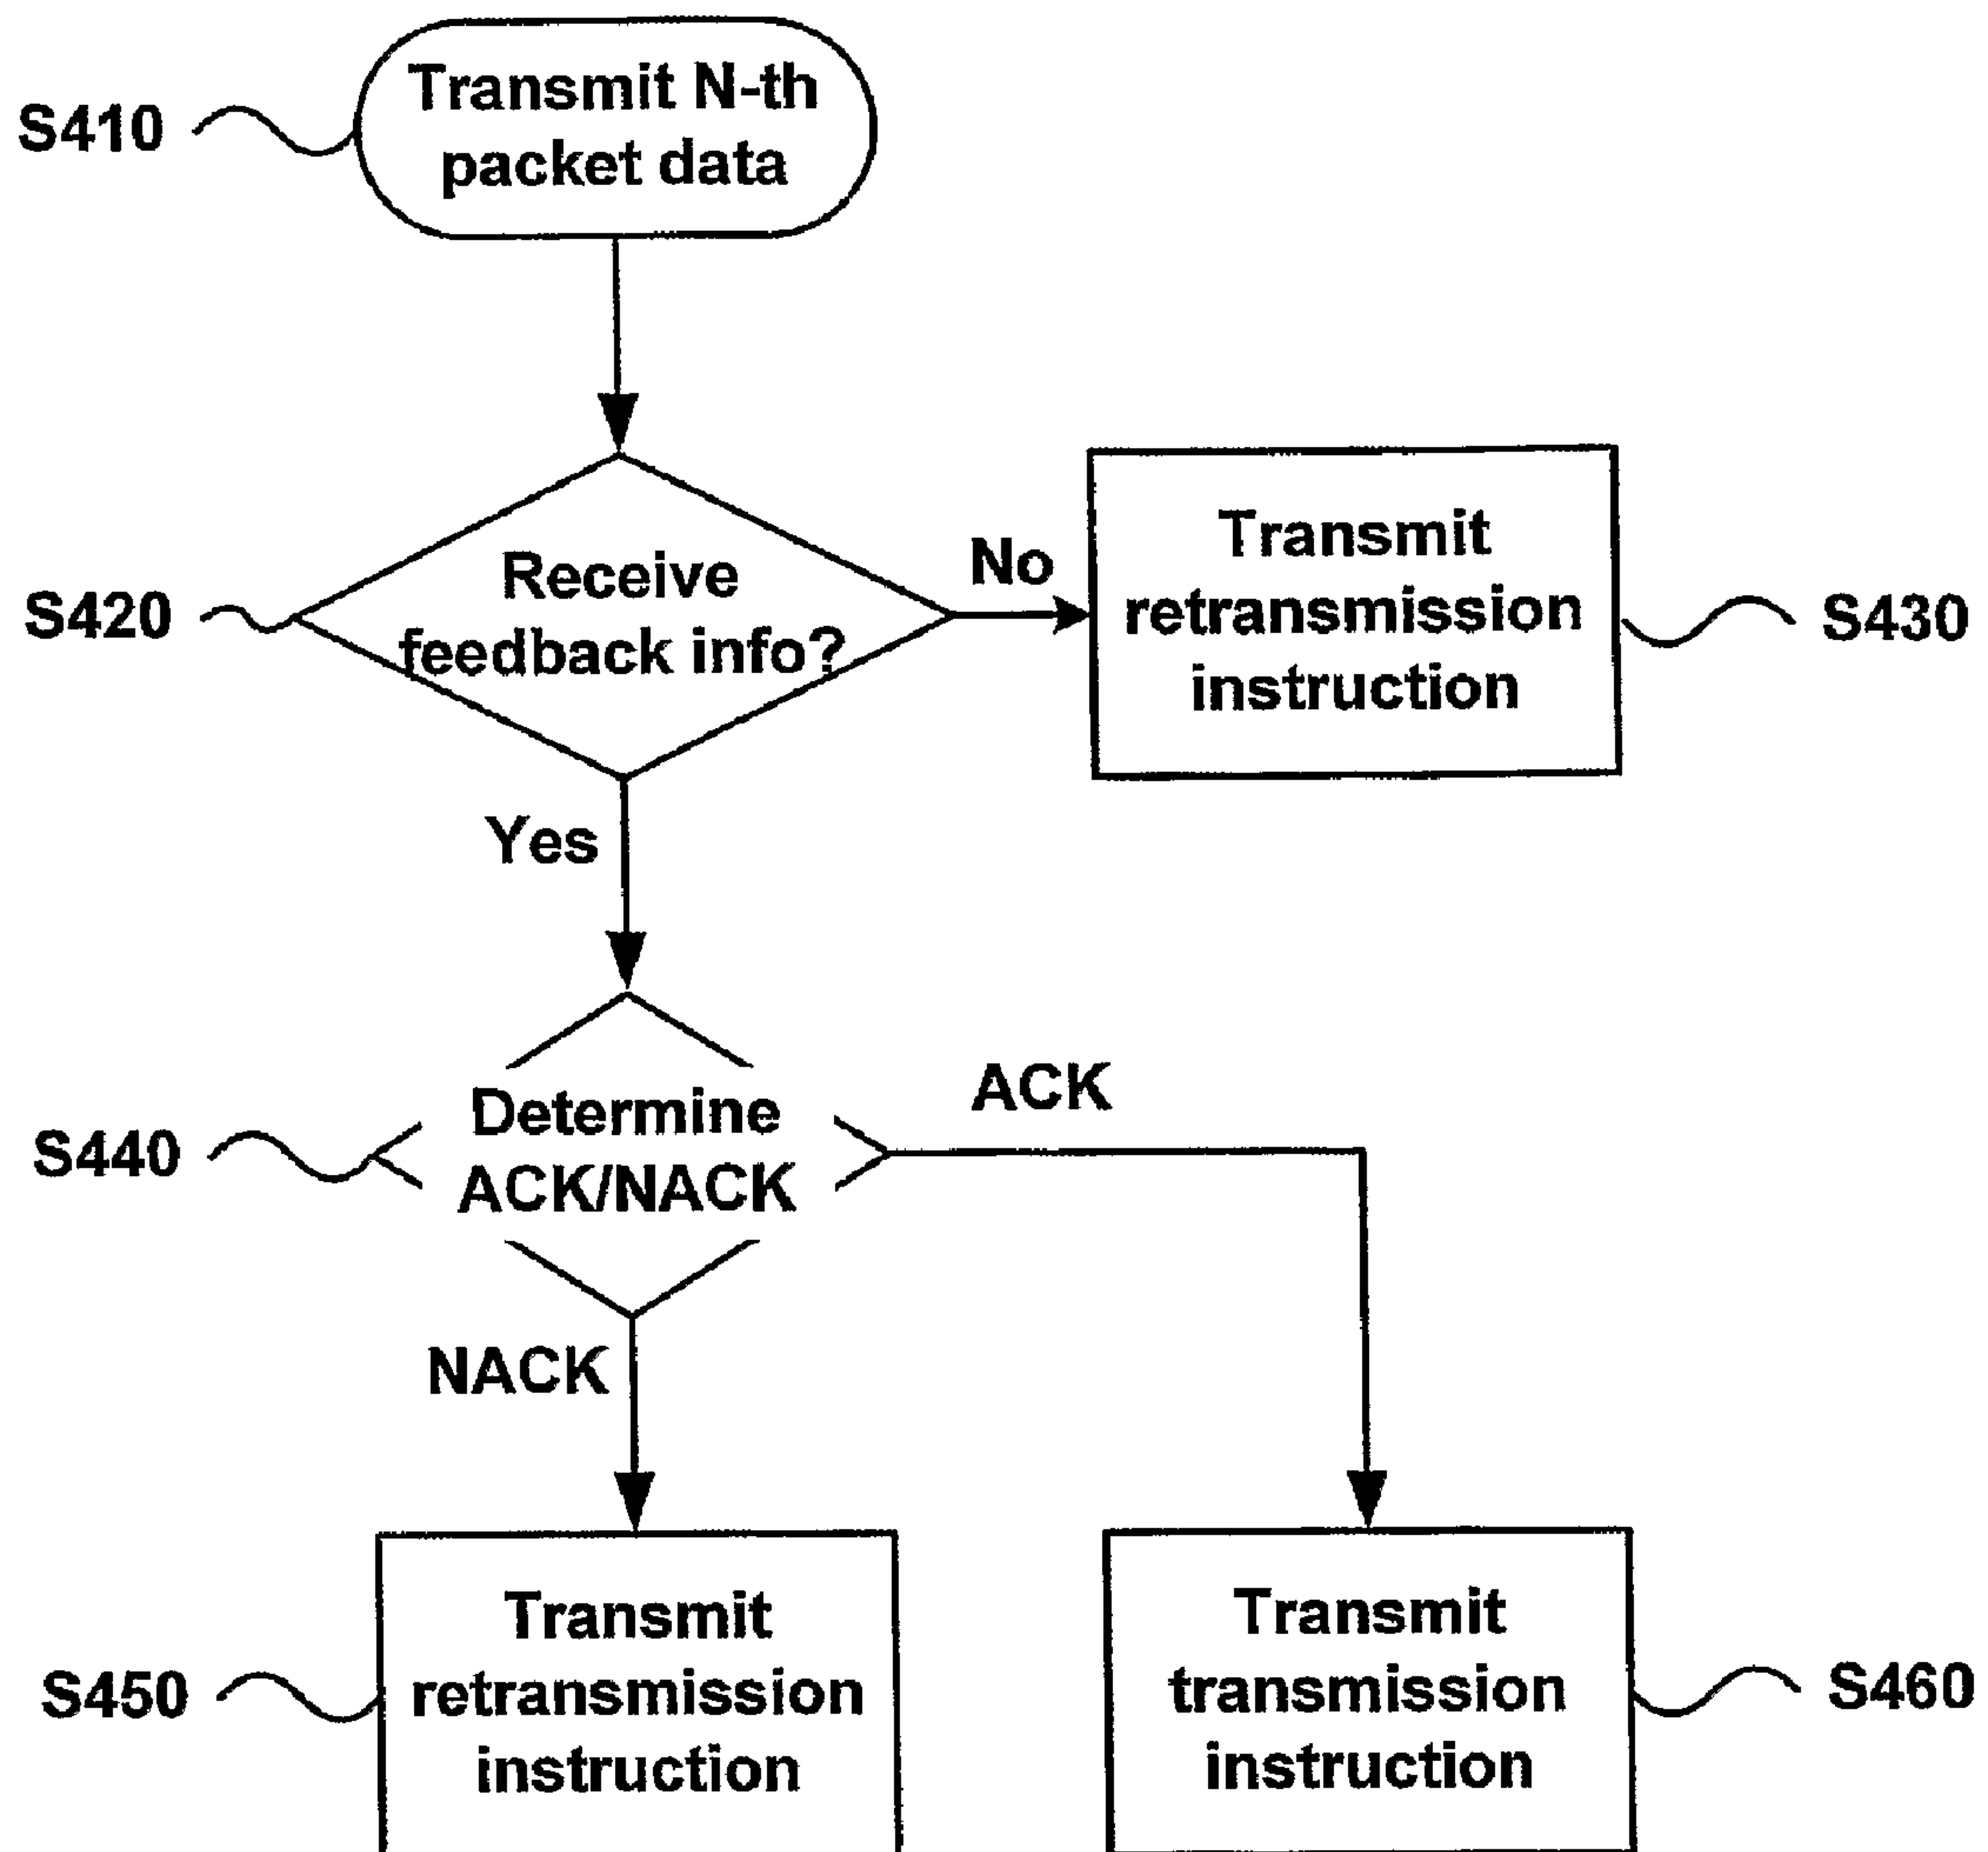 S410
Transmit N-th
packet data
S420
Receive
feedback info?
No
Transmit
retransmission
instruction
S430
Yes
S440
Determine
ACK/NACK
ACK
NACK
S450
Transmit
retransmission
instruction
Transmit
transmission
instruction
S460